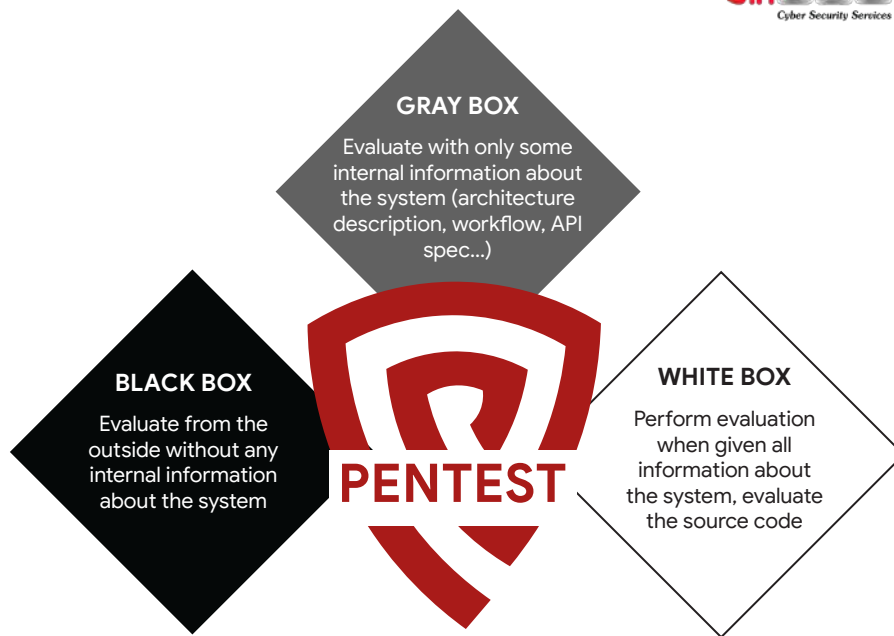 Cyber Security Services
GRAY BOX
Evaluate with only some
internal information about
the system (architecture
description, workflow, API
spec...)
BLACK BOX
Evaluate from the
outside without any
internal information
about the system
PENTEST
WHITE BOX
Perform evaluation
when given all
information about
the system, evaluate
the source code